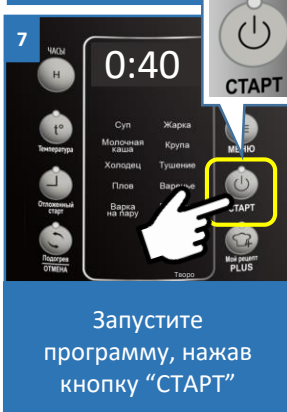 7
ЧАСЫ
Н
0:40
СТАРТ
t°
Температура
Суп
Жарка
Молочная
каша
Крупа
МЕНЮ
Холодец
Тушение
Отложенный
старт
Плов
Варенье
Варка
на пару
СТАРТ
Подогрев
ОТМЕНА
Творо
Мой рецепт
PLUS
Запустите
программу, нажав
кнопку “СТАРТ”